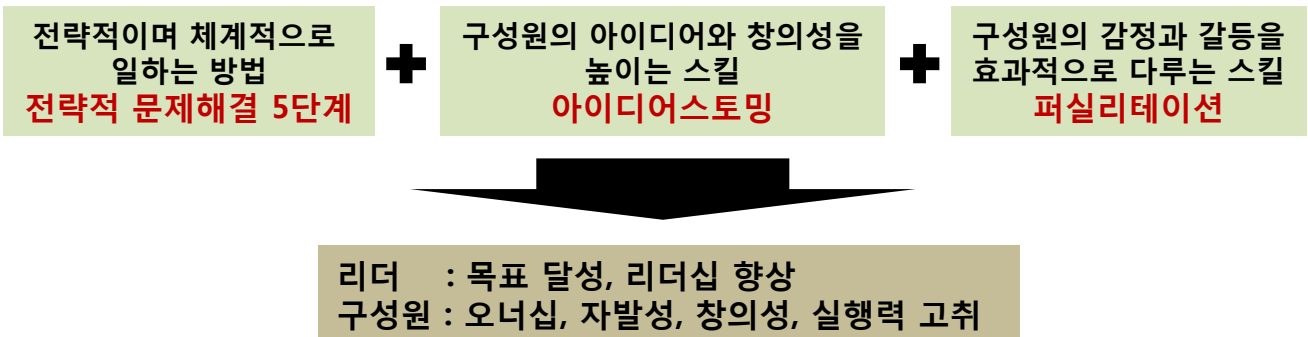 전략적이며 체계적으로
일하는 방법
전략적 문제해결 5단계
구성원의 아이디어와 창의성을
높이는 스킬
아이디어스토밍
구성원의 감정과 갈등을
효과적으로 다루는 스킬
퍼실리테이션
리더 : 목표 달성, 리더십 향상
구성원 : 오너십, 자발성, 창의성, 실행력 고취